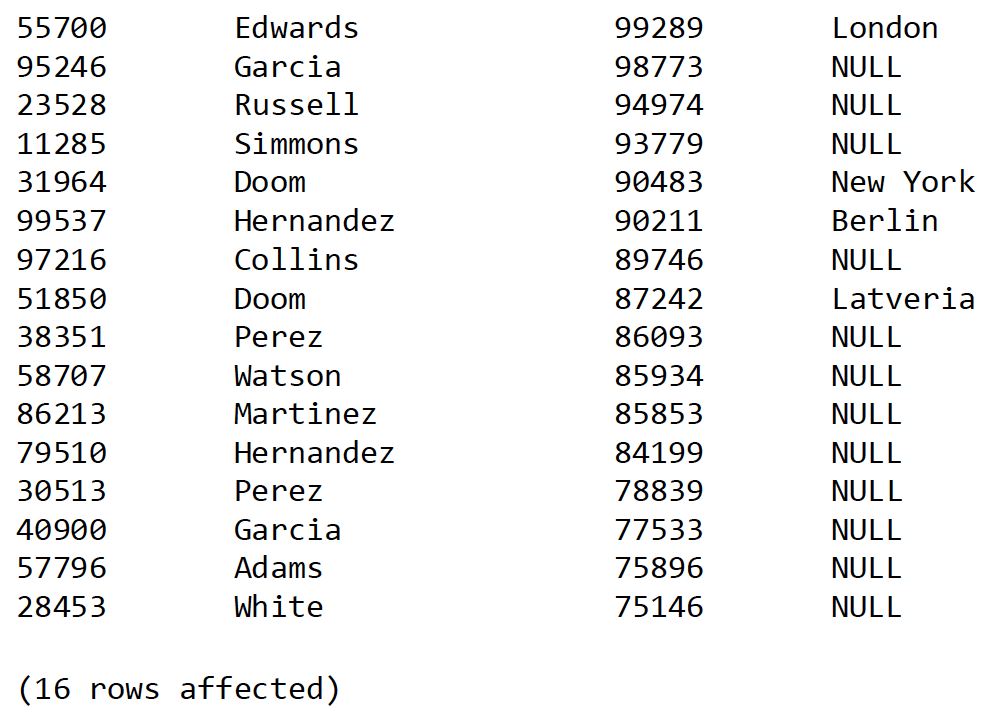 55700 Edwards 99289 London
95246 Garcia 98773 NULL
23528 Russell 94974 NULL
11285 Simmons 93779 NULL
31964 Doom 90483 New York
99537 Hernandez 90211 Berlin
97216 Collins 89746 NULL
51850 Doom 87242 Latveria
38351 Perez 86093 NULL
58707 Watson 85934 NULL
86213 Martinez 85853 NULL
79510 Hernandez 84199 NULL
30513 Perez 78839 NULL
40900 Garcia 77533 NULL
57796 Adams 75896 NULL
28453 White 75146 NULL
(16 rows affected)